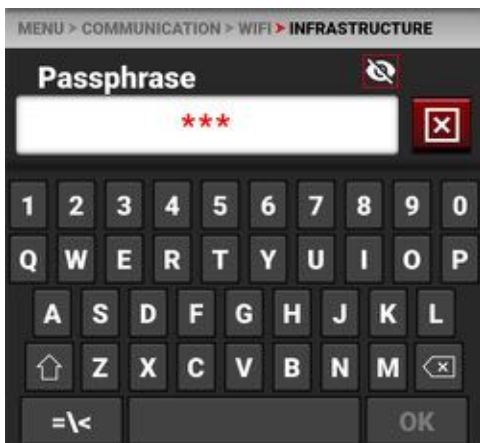 MENU > COMMUNICATION > WIFI > INFRASTRUCTURE
Passphrase
***
1 2 3 4 5 6 7 8 9 0
Q W E R T Y U I O P
A S D F G H J K L
Z X C V B N M
=\< OK